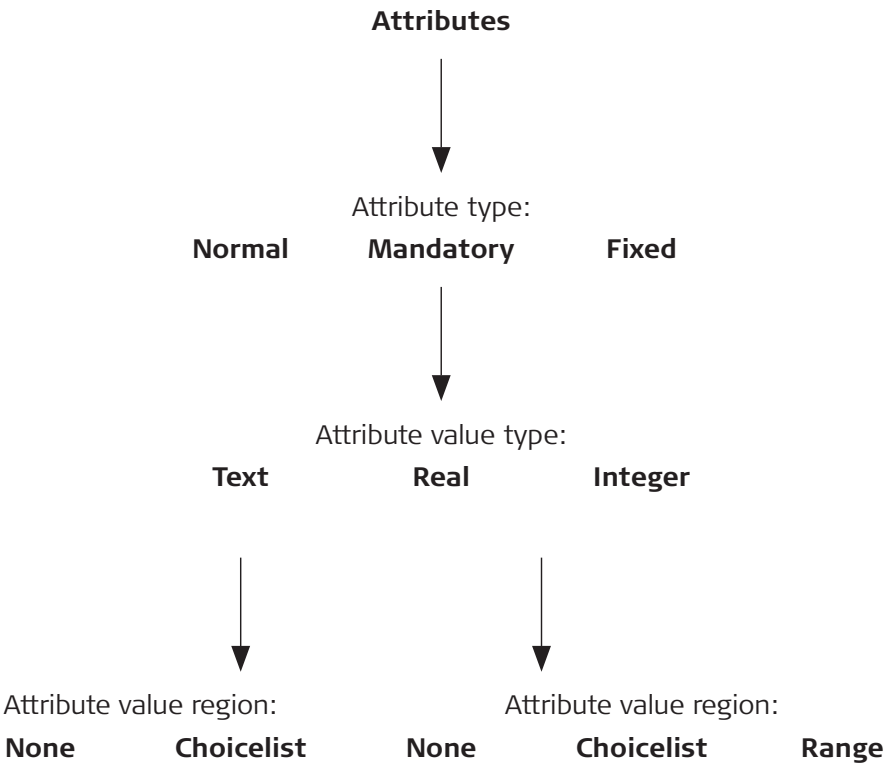 Attributes
Attribute type:
Normal Mandatory Fixed
Attribute value type:
Text Real Integer
Attribute value region: Attribute value region:
None Choicelist None Choicelist Range